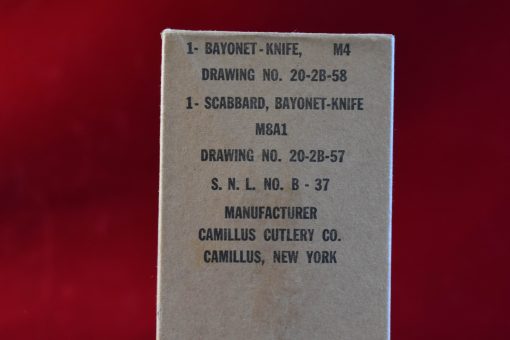 1- BAYONET-KNIFE, M4
DRAWING NO. 20-2B-58
1- SCABBARD, BAYONET-KNIFE
M8A1
DRAWING NO. 20-2B-57
S. N. L. NO. B - 37
MANUFACTURER
CAMILLUS CUTLERY CO.
CAMILLUS, NEW YORK